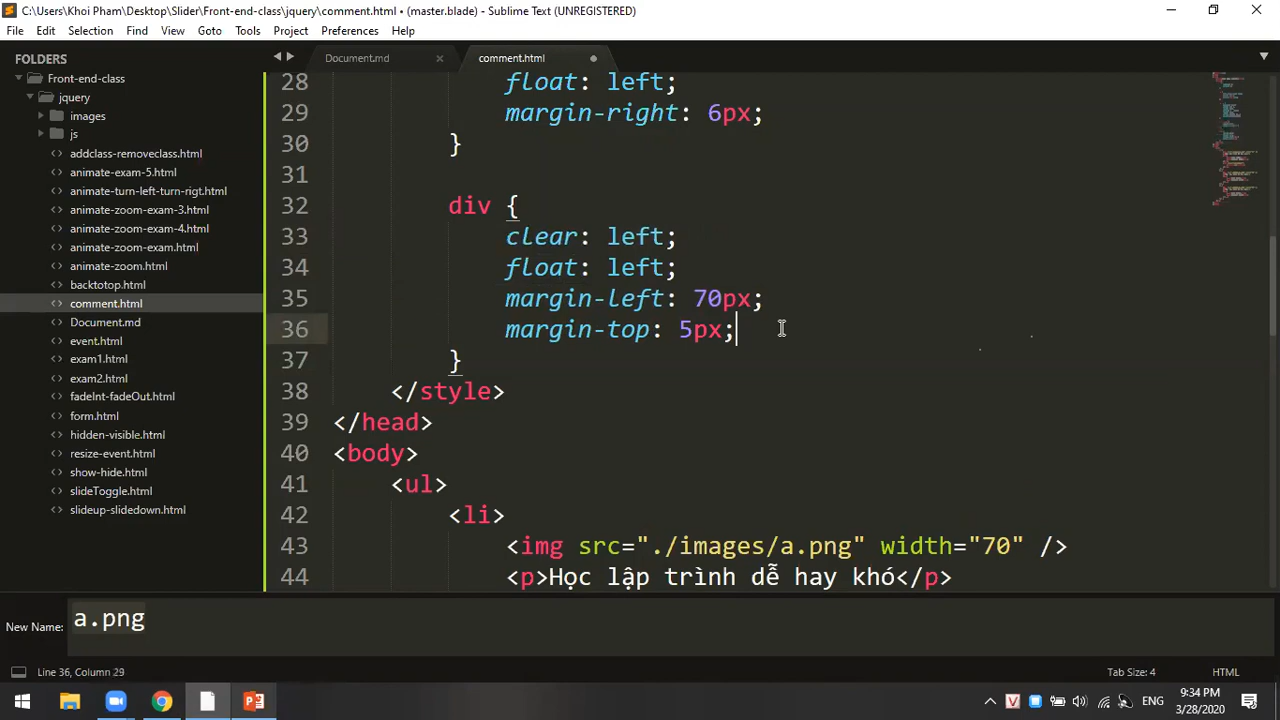 C:\Users\Khoi Pham\Desktop\Slider\Front-end-class\jquery\comment.html • (master.blade) - Sublime Text (UNREGISTERED)
File Edit Selection Find View Goto Tools Project Preferences Help
FOLDERS
Front-end-class
jquery
images
js
addclass-removeclass.html
animate-exam-5.html
animate-turn-left-turn-rigt.html
animate-zoom-exam-3.html
animate-zoom-exam-4.html
animate-zoom-exam.html
animate-zoom.html
backtotop.html
comment.html
Document.md
event.html
exam1.html
exam2.html
fadeInt-fadeOut.html
form.html
hidden-visible.html
resize-event.html
show-hide.html
slideToggle.html
slideup-slidedown.html
Document.md comment.html
28 float: left;
29 margin-right: 6px;
30 }
31
32 div {
33 clear: left;
34 float: left;
35 margin-left: 70px;
36 margin-top: 5px;
37 }
38 </style>
39 </head>
40 <body>
41 <ul>
42 <li>
43 <img src="./images/a.png" width="70" />
44 <p>Học lập trình dễ hay khó</p>
New Name: a.png
Line 36, Column 29 Tab Size: 4 HTML
ENG
9:34 PM
3/28/2020